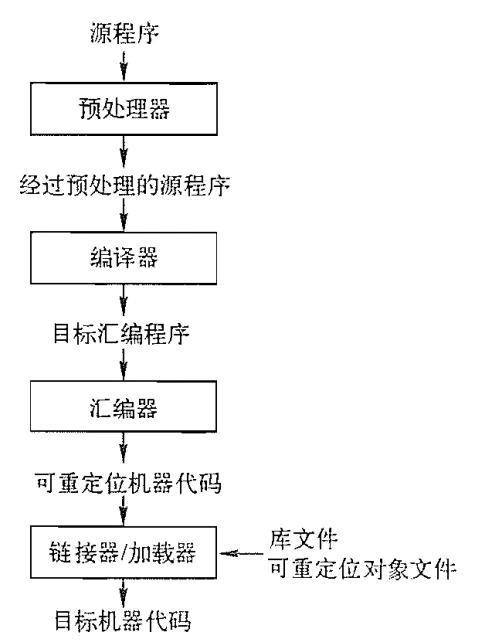 源程序
预处理器
经过预处理的源程序
编译器
目标汇编程序
汇编器
可重定位机器代码
链接器/加载器
库文件
可重定位对象文件
目标机器代码